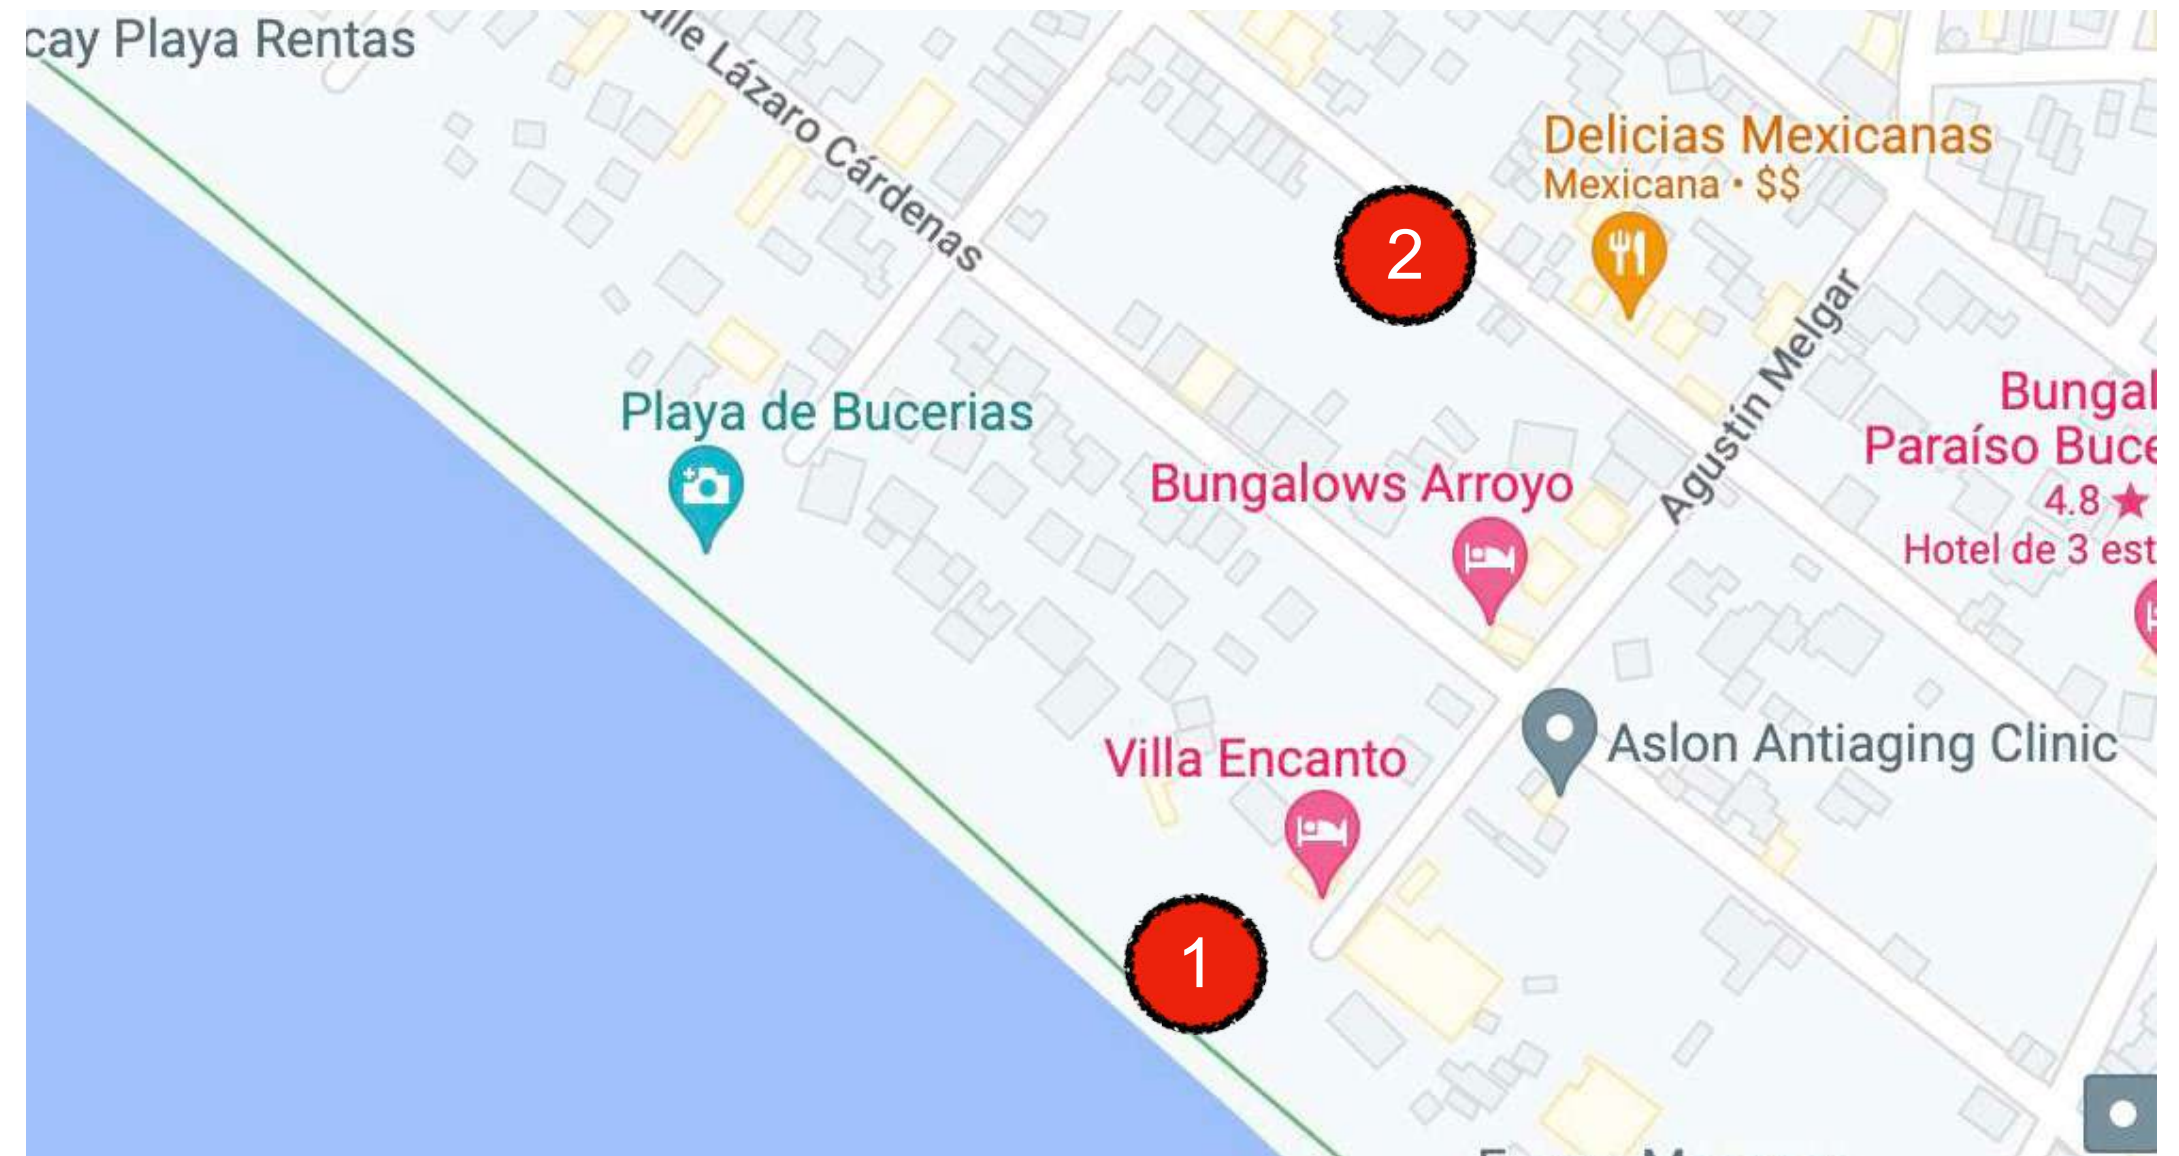 cay Playa Rentas
alle Lázaro Cárdenas
Delicias Mexicanas
Mexicana • $$
2
Agustín Melgar
Playa de Bucerias
Bungalows Arroyo
Bungal
Paraíso Buce
4.8 ★
Hotel de 3 est
Aslon Antiaging Clinic
Villa Encanto
1